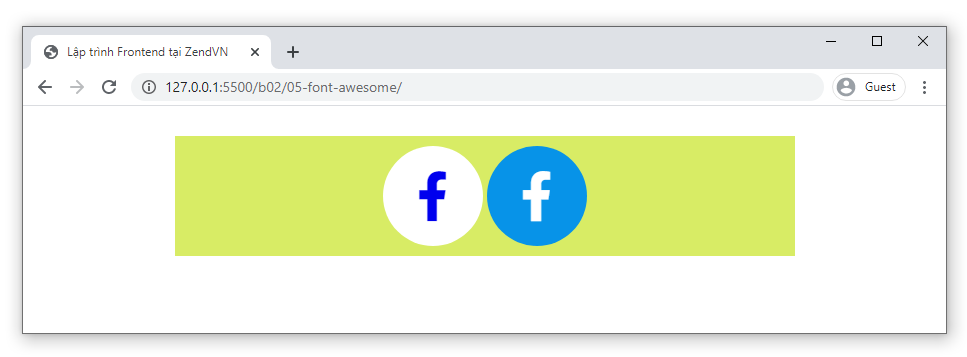 Lập trình Frontend tại ZendVN
127.0.0.1:5500/b02/05-font-awesome/
Guest